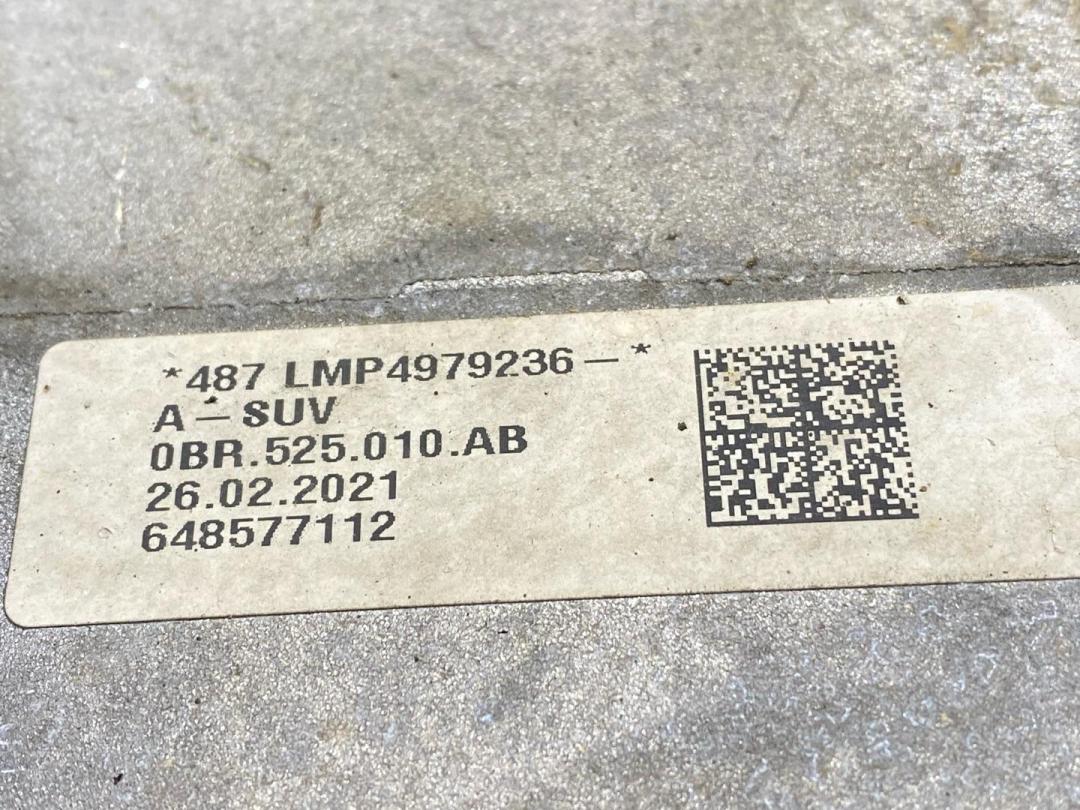 *487 LMP4979236-*
A-SUV
0BR.525.010.AB
26.02.2021
648577112